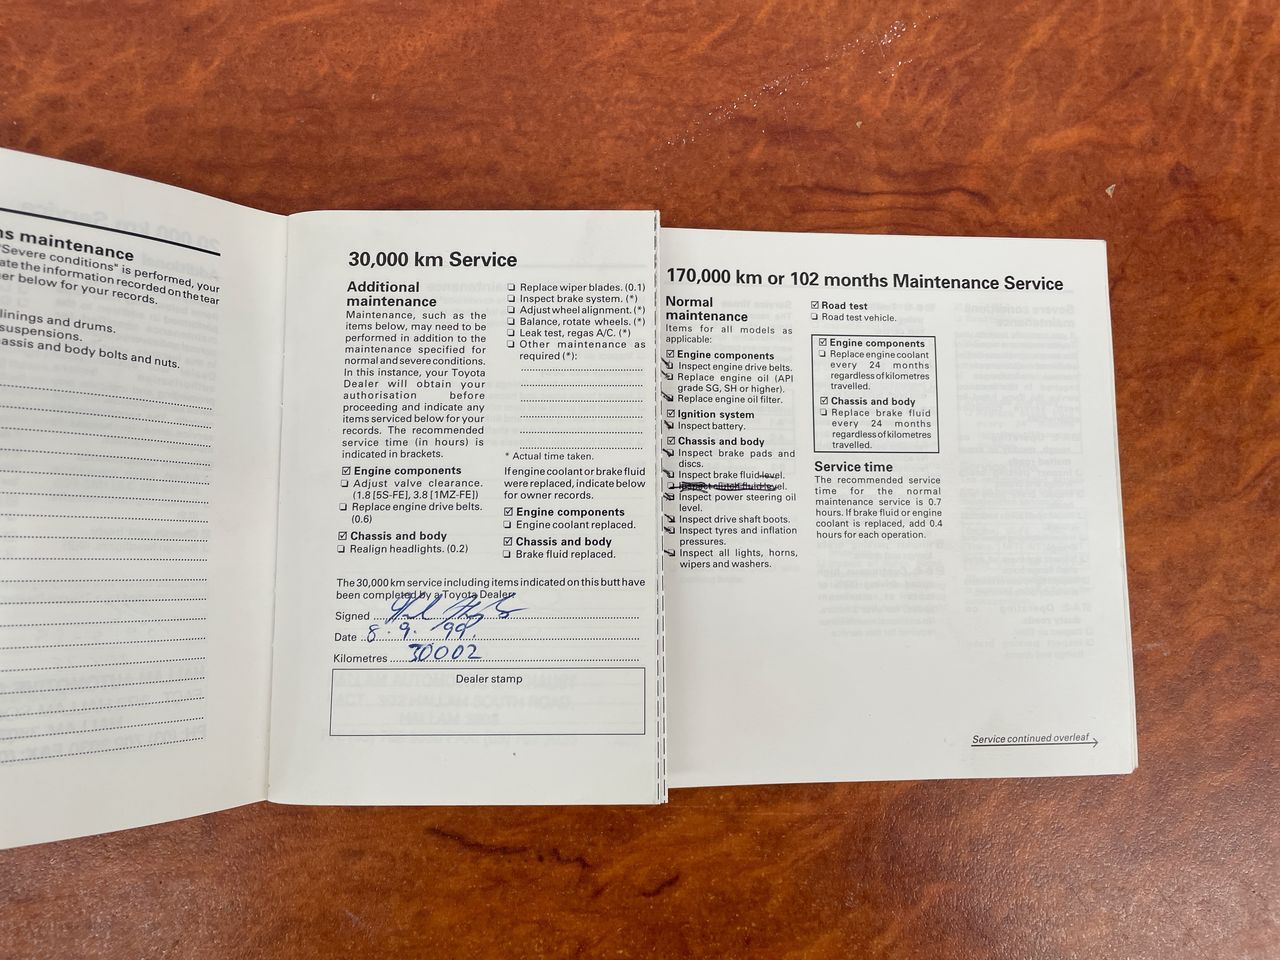 ns maintenance
"Severe conditions" is performed, your
ate the information recorded on the tear
er below for your records.
linings and drums.
suspensions.
assis and body bolts and nuts.
30,000 km Service
Additional
maintenance
Maintenance, such as the
items below, may need to be
performed in addition to the
maintenance specified for
normal and severe conditions.
In this instance, your Toyota
Dealer will obtain your
authorisation before
proceeding and indicate any
items serviced below for your
records. The recommended
service time (in hours) is
indicated in brackets.
☑ Engine components
❏ Adjust valve clearance.
(1.8 [5S-FE], 3.8 [1MZ-FE])
❏ Replace engine drive belts.
(0.6)
☑ Chassis and body
❏ Realign headlights. (0.2)
❏ Replace wiper blades. (0.1)
❏ Inspect brake system. (*)
❏ Adjust wheel alignment. (*)
❏ Balance, rotate wheels. (*)
❏ Leak test, regas A/C. (*)
❏ Other maintenance as
required (*):
* Actual time taken.
If engine coolant or brake fluid
were replaced, indicate below
for owner records.
☑ Engine components
❏ Engine coolant replaced.
☑ Chassis and body
❏ Brake fluid replaced.
The 30,000 km service including items indicated on this butt have
been completed by a Toyota Dealer.
Signed
Date 8. 9. 99.
Kilometres 30002
Dealer stamp
170,000 km or 102 months Maintenance Service
Normal
maintenance
Items for all models as
applicable:
☑ Engine components
Inspect engine drive belts.
Replace engine oil (API
grade SG, SH or higher).
Replace engine oil filter.
☑ Ignition system
Inspect battery.
☑ Chassis and body
Inspect brake pads and
discs.
Inspect brake fluid level.
Inspect clutch fluid level.
Inspect power steering oil
level.
Inspect drive shaft boots.
Inspect tyres and inflation
pressures.
Inspect all lights, horns,
wipers and washers.
☑ Road test
❏ Road test vehicle.
☑ Engine components
❏ Replace engine coolant
every 24 months
regardless of kilometres
travelled.
☑ Chassis and body
❏ Replace brake fluid
every 24 months
regardless of kilometres
travelled.
Service time
The recommended service
time for the normal
maintenance service is 0.7
hours. If brake fluid or engine
coolant is replaced, add 0.4
hours for each operation.
Service continued overleaf